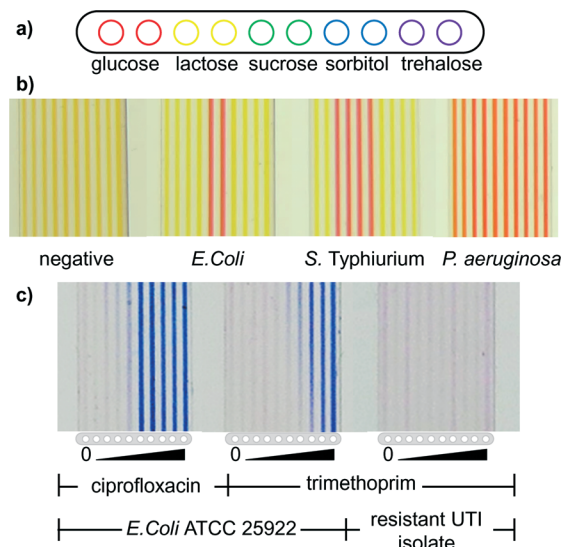 a)
glucose lactose sucrose sorbitol trehalose
b)
negative E.Coli S. Typhiurium P. aeruginosa
c)
0 0 0
ciprofloxacin trimethoprim
E.Coli ATCC 25922 resistant UTI
isolate